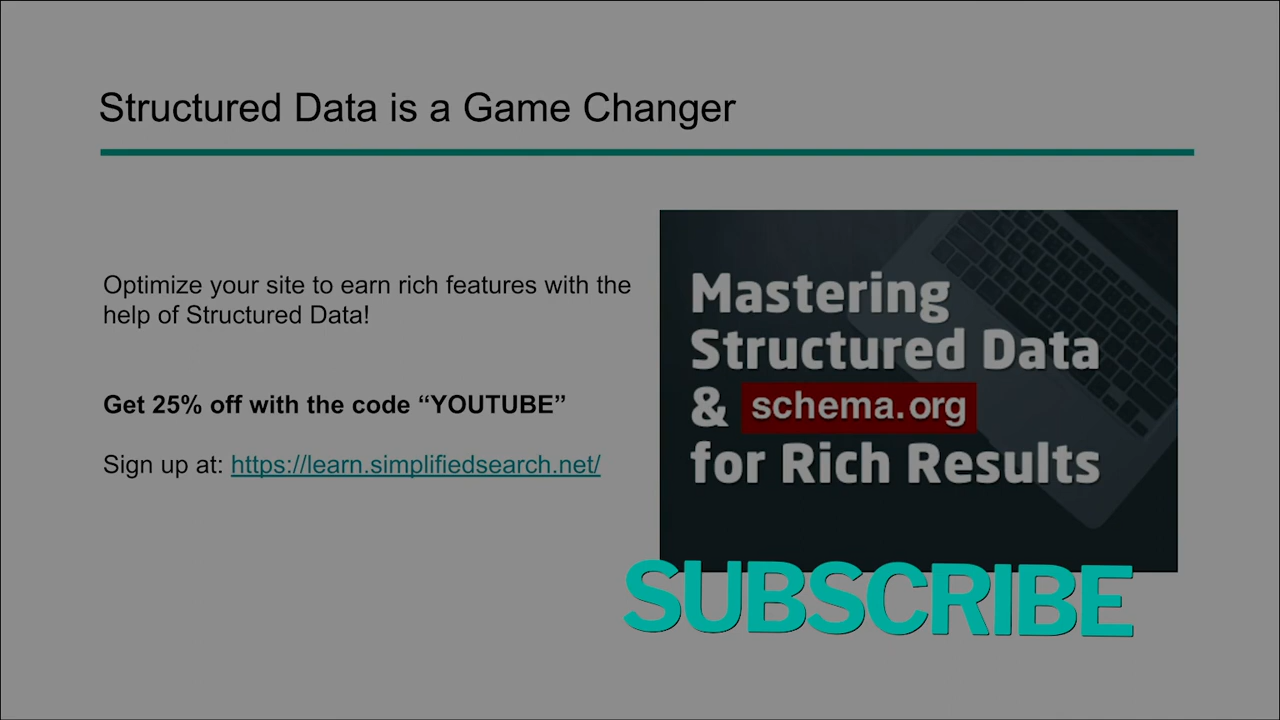 Structured Data is a Game Changer
Optimize your site to earn rich features with the
help of Structured Data!
Get 25% off with the code “YOUTUBE”
Sign up at: https://learn.simplifiedsearch.net/
Mastering
Structured Data
& schema.org
for Rich Results
SUBSCRIBE